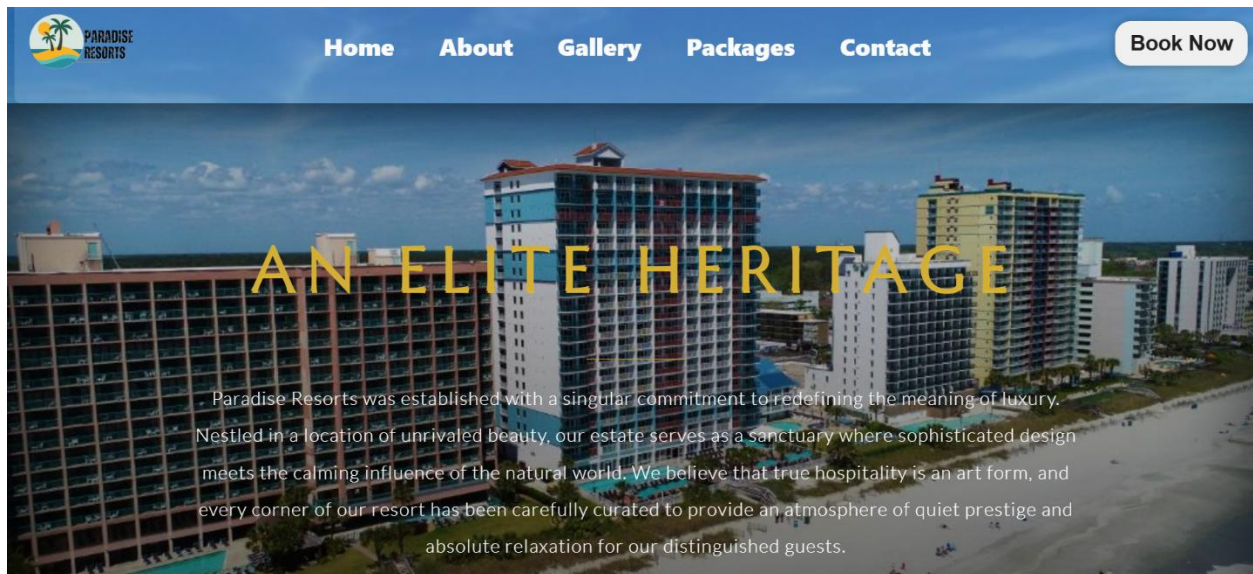 PARADISE
RESORTS
Home About Gallery Packages Contact
Book Now
AN ELITE HERITAGE
Paradise Resorts was established with a singular commitment to redefining the meaning of luxury.
Nestled in a location of unrivaled beauty, our estate serves as a sanctuary where sophisticated design
meets the calming influence of the natural world. We believe that true hospitality is an art form, and
every corner of our resort has been carefully curated to provide an atmosphere of quiet prestige and
absolute relaxation for our distinguished guests.